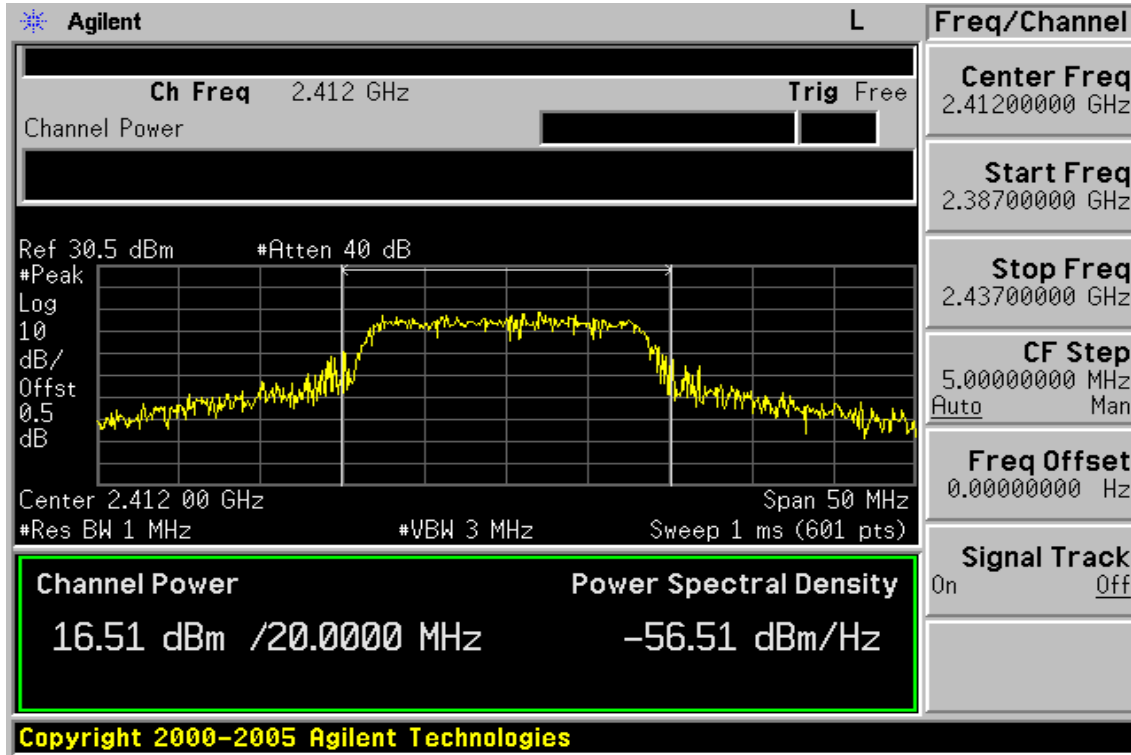 Agilent L Freq/Channel
Ch Freq 2.412 GHz Trig Free
Channel Power
Ref 30.5 dBm #Atten 40 dB
#Peak
Log
10
dB/
Offst
0.5
dB
Center 2.412 00 GHz Span 50 MHz
#Res BW 1 MHz #VBW 3 MHz Sweep 1 ms (601 pts)
Channel Power Power Spectral Density
16.51 dBm /20.0000 MHz -56.51 dBm/Hz
Center Freq
2.41200000 GHz
Start Freq
2.38700000 GHz
Stop Freq
2.43700000 GHz
CF Step
5.00000000 MHz
Auto Man
Freq Offset
0.00000000 Hz
Signal Track
On Off
Copyright 2000-2005 Agilent Technologies